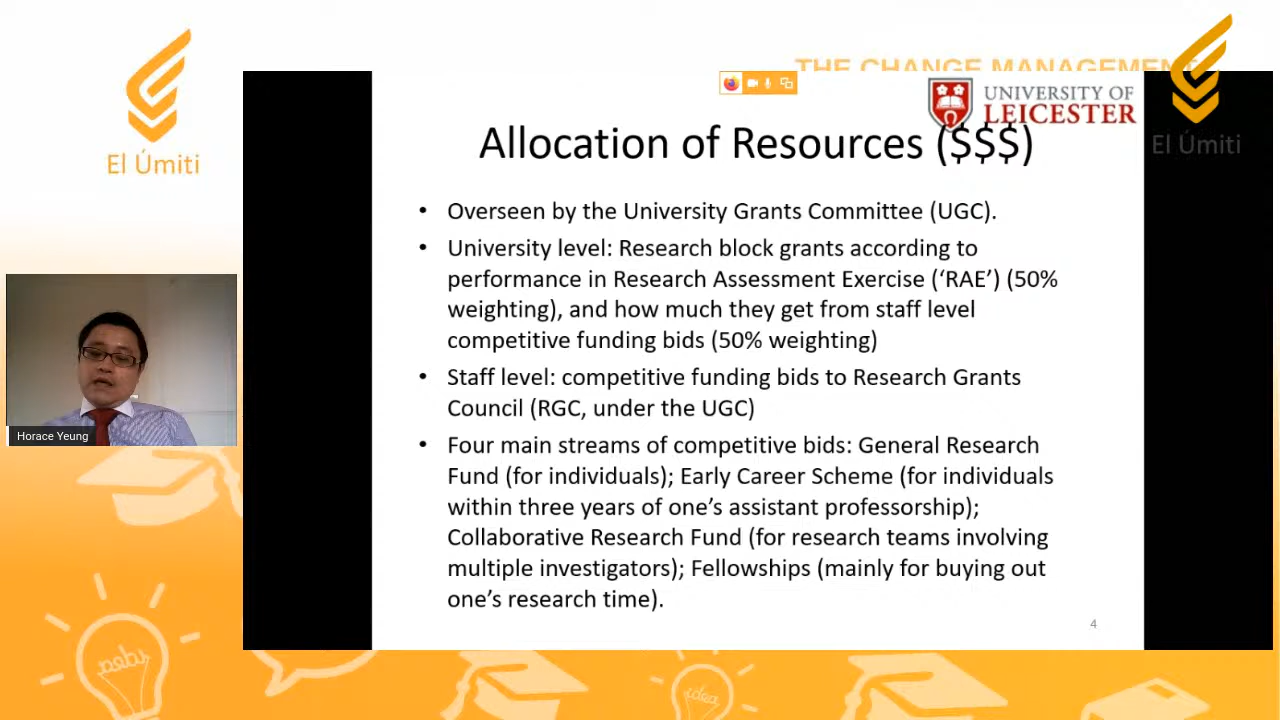 THE CHANGE MANAGEMENT
El Úmiti
UNIVERSITY OF
LEICESTER
El Úmiti
Allocation of Resources ($$$)
• Overseen by the University Grants Committee (UGC).
• University level: Research block grants according to
performance in Research Assessment Exercise (‘RAE’) (50%
weighting), and how much they get from staff level
competitive funding bids (50% weighting)
• Staff level: competitive funding bids to Research Grants
Council (RGC, under the UGC)
• Four main streams of competitive bids: General Research
Fund (for individuals); Early Career Scheme (for individuals
within three years of one’s assistant professorship);
Collaborative Research Fund (for research teams involving
multiple investigators); Fellowships (mainly for buying out
one’s research time).
4
Horace Yeung
idea
idea